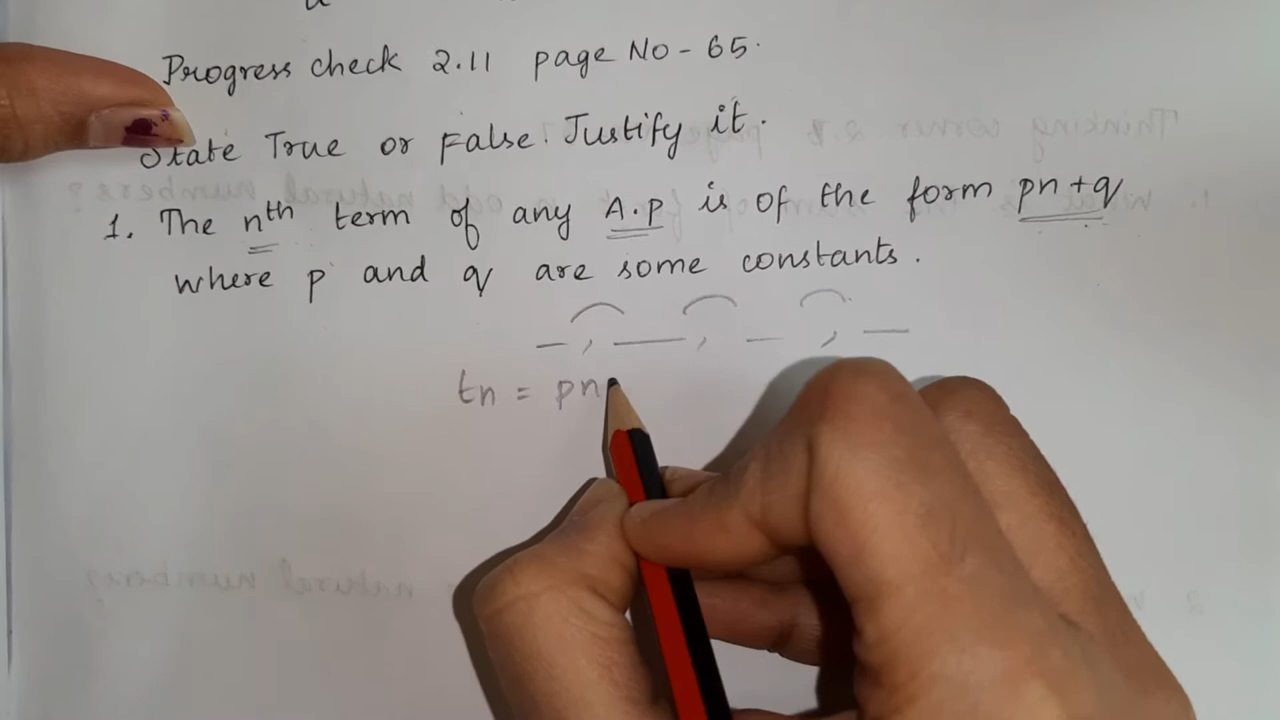 Progress check 2.11 page No - 65.
State True or False. Justify it.
1. The nth term of any A.P is of the form pn+q
where p and q are some constants.
tn = pn